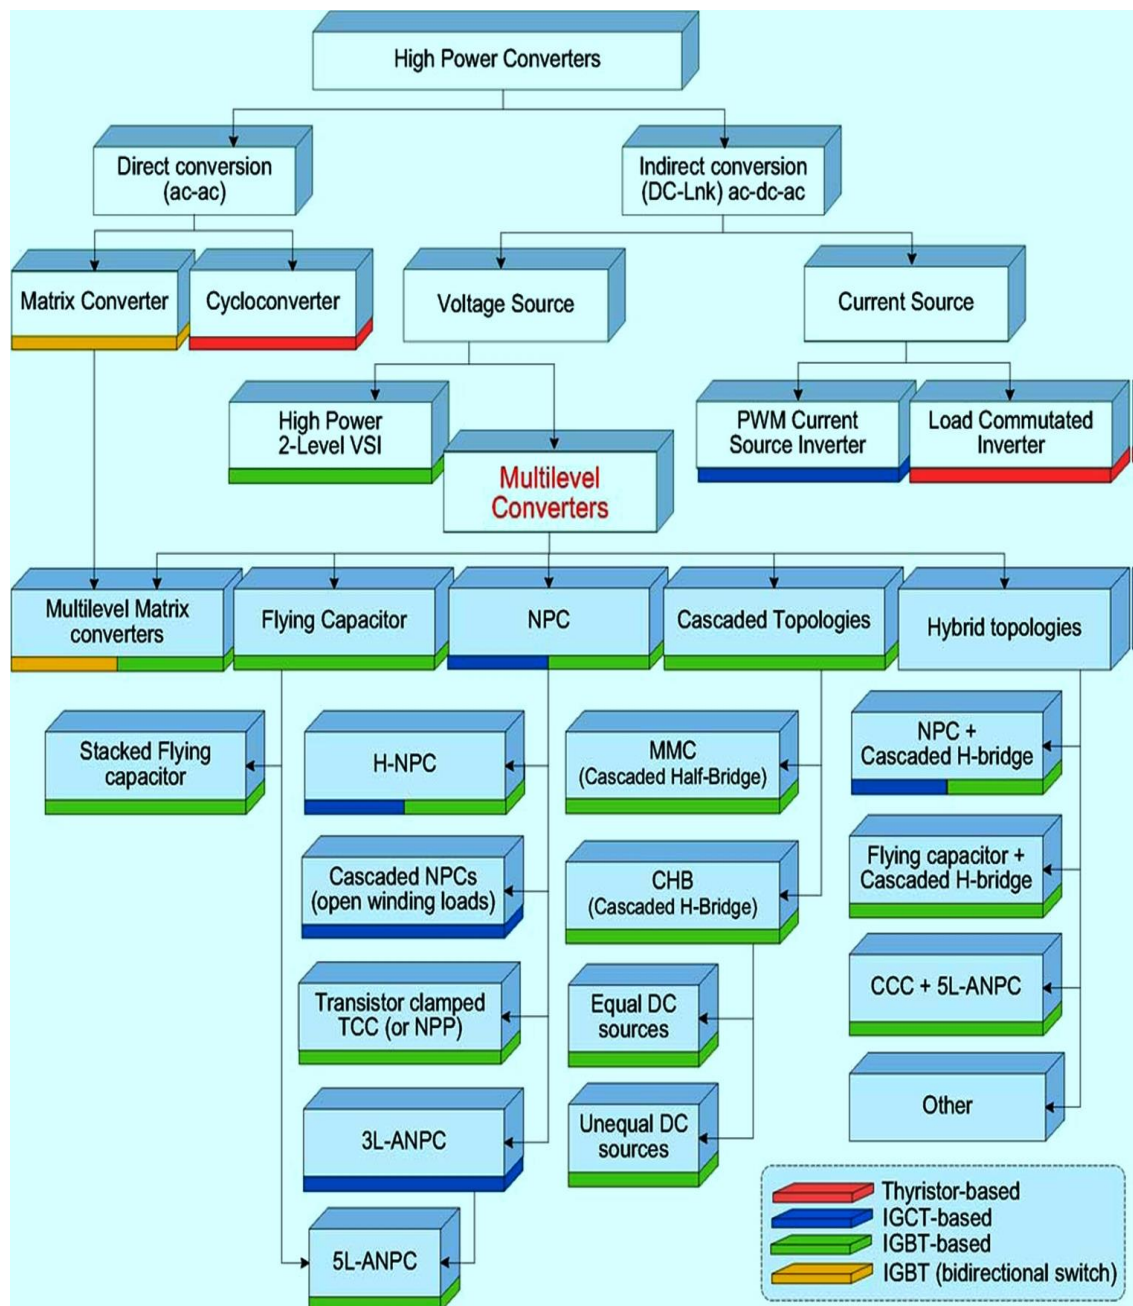 High Power Converters
Direct conversion
(ac-ac)
Indirect conversion
(DC-Lnk) ac-dc-ac
Matrix Converter
Cycloconverter
Voltage Source
Current Source
High Power
2-Level VSI
Multilevel
Converters
PWM Current
Source Inverter
Load Commutated
Inverter
Multilevel Matrix
converters
Flying Capacitor
NPC
Cascaded Topologies
Hybrid topologies
Stacked Flying
capacitor
H-NPC
MMC
(Cascaded Half-Bridge)
NPC +
Cascaded H-bridge
Cascaded NPCs
(open winding loads)
CHB
(Cascaded H-Bridge)
Flying capacitor +
Cascaded H-bridge
Transistor clamped
TCC (or NPP)
Equal DC
sources
CCC + 5L-ANPC
3L-ANPC
Unequal DC
sources
Other
5L-ANPC
Thyristor-based
IGCT-based
IGBT-based
IGBT (bidirectional switch)